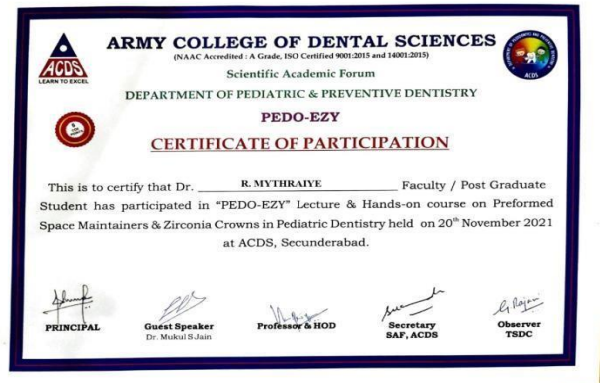 ARMY COLLEGE OF DENTAL SCIENCES
(NAAC Accredited : A Grade, ISO Certified 9001:2015 and 14001:2015)
ACDS
LEARN TO EXCEL
ACDS
Scientific Academic Forum
DEPARTMENT OF PEDIATRIC & PREVENTIVE DENTISTRY
PEDO-EZY
CERTIFICATE OF PARTICIPATION
This is to certify that Dr. R. MYTHRAIYE Faculty / Post Graduate
Student has participated in “PEDO-EZY” Lecture & Hands-on course on Preformed
Space Maintainers & Zirconia Crowns in Pediatric Dentistry held on 20th November 2021
at ACDS, Secunderabad.
G Rajani
PRINCIPAL
Guest Speaker
Dr. Mukul S Jain
Professor & HOD
Secretary
SAF, ACDS
Observer
TSDC